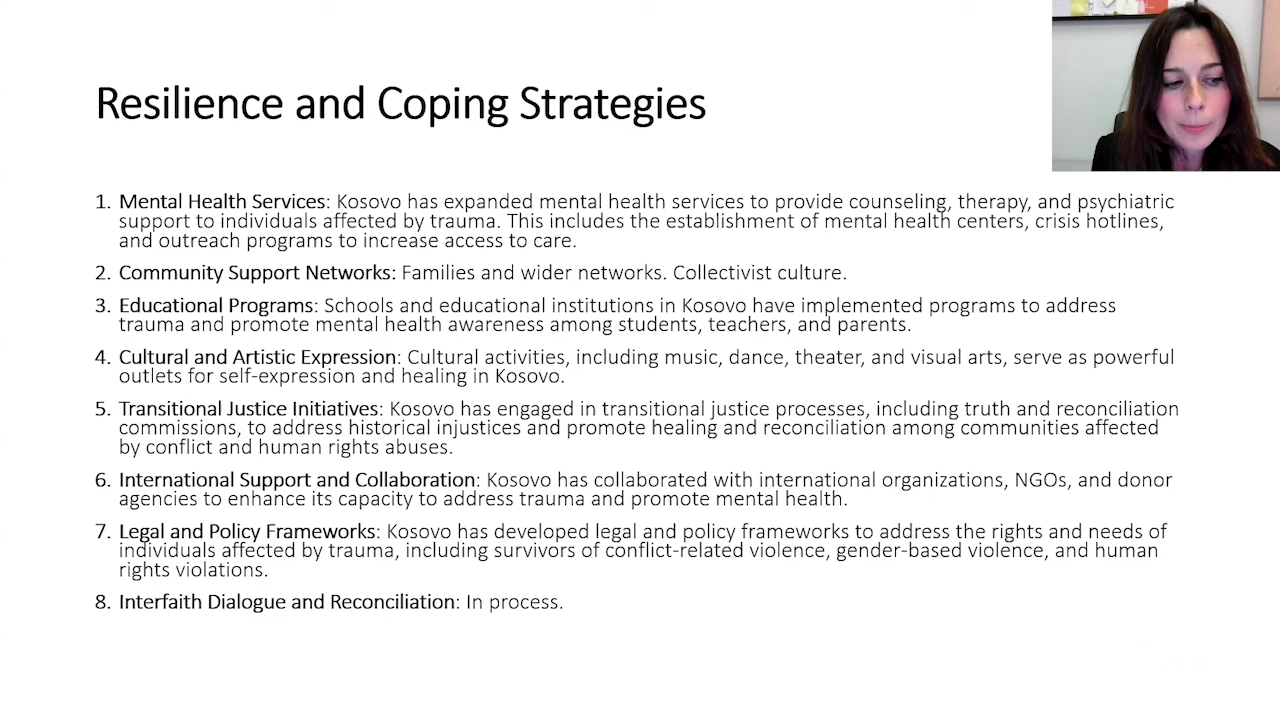 Resilience and Coping Strategies
1. Mental Health Services: Kosovo has expanded mental health services to provide counseling, therapy, and psychiatric
support to individuals affected by trauma. This includes the establishment of mental health centers, crisis hotlines,
and outreach programs to increase access to care.
2. Community Support Networks: Families and wider networks. Collectivist culture.
3. Educational Programs: Schools and educational institutions in Kosovo have implemented programs to address
trauma and promote mental health awareness among students, teachers, and parents.
4. Cultural and Artistic Expression: Cultural activities, including music, dance, theater, and visual arts, serve as powerful
outlets for self-expression and healing in Kosovo.
5. Transitional Justice Initiatives: Kosovo has engaged in transitional justice processes, including truth and reconciliation
commissions, to address historical injustices and promote healing and reconciliation among communities affected
by conflict and human rights abuses.
6. International Support and Collaboration: Kosovo has collaborated with international organizations, NGOs, and donor
agencies to enhance its capacity to address trauma and promote mental health.
7. Legal and Policy Frameworks: Kosovo has developed legal and policy frameworks to address the rights and needs of
individuals affected by trauma, including survivors of conflict-related violence, gender-based violence, and human
rights violations.
8. Interfaith Dialogue and Reconciliation: In process.